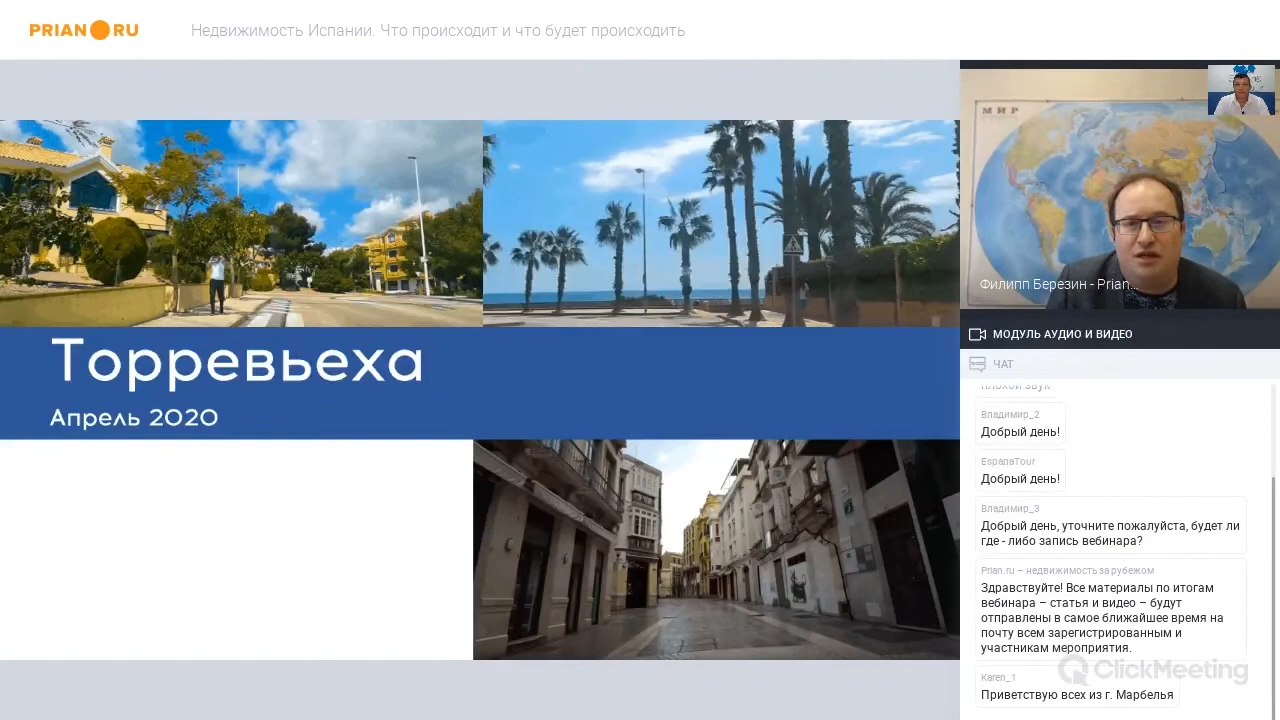 PRIAN RU
Недвижимость Испании. Что происходит и что будет происходить
Торревьеха
Апрель 2020
МИР
Филипп Березин - Prian...
МОДУЛЬ АУДИО И ВИДЕО
ЧАТ
плохой звук
Владимир_2
Добрый день!
EspanaTour
Добрый день!
Владимир_3
Добрый день, уточните пожалуйста, будет ли
где - либо запись вебинара?
Prian.ru – недвижимость за рубежом
Здравствуйте! Все материалы по итогам
вебинара – статья и видео – будут
отправлены в самое ближайшее время на
почту всем зарегистрированным и
участникам мероприятия.
ClickMeeting
Karen_1
Приветствую всех из г. Марбелья